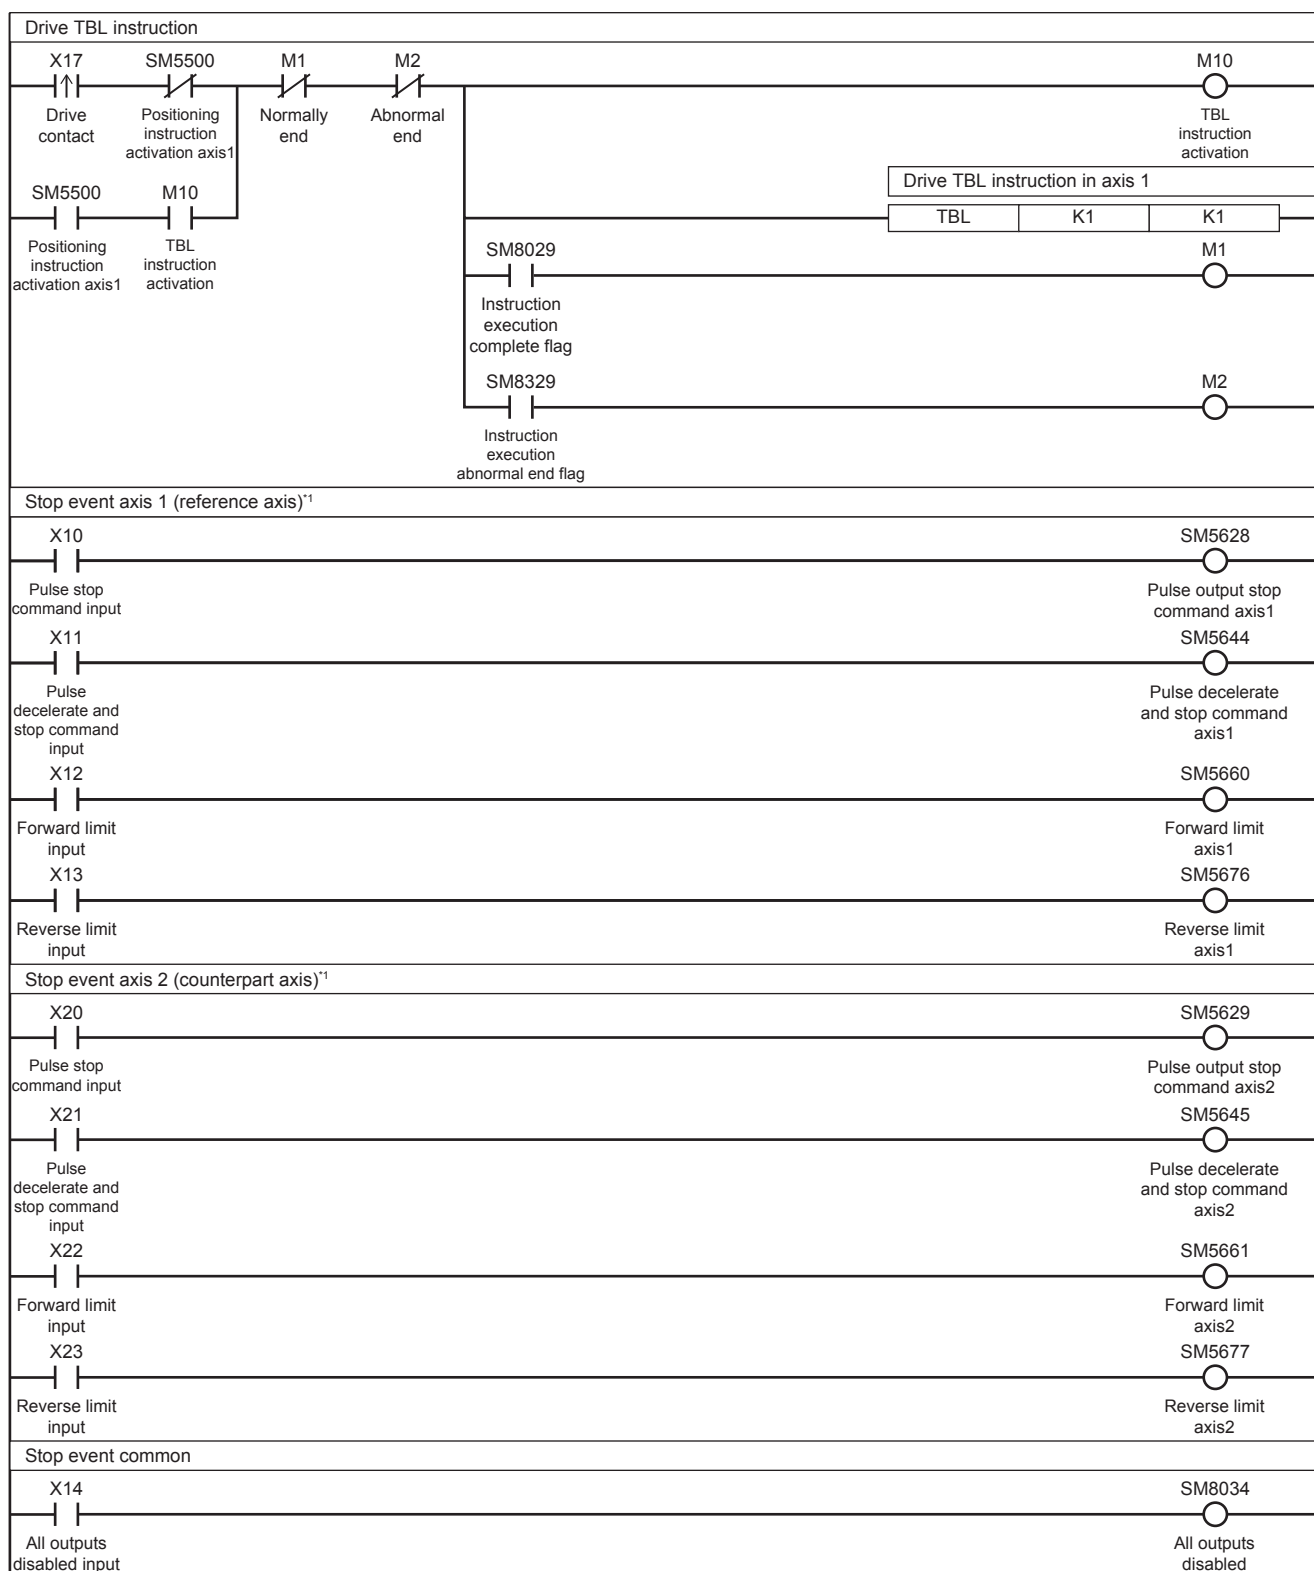 Drive TBL instruction
X17 SM5500 M1 M2 M10
Drive
contact
Positioning
instruction
activation axis1
Normally
end
Abnormal
end
TBL
instruction
activation
Drive TBL instruction in axis 1
SM5500 M10
TBL K1 K1
Positioning
instruction
activation axis1
TBL
instruction
activation
SM8029 M1
Instruction
execution
complete flag
SM8329 M2
Instruction
execution
abnormal end flag
Stop event axis 1 (reference axis)*1
X10 SM5628
Pulse stop
command input
Pulse output stop
command axis1
X11 SM5644
Pulse
decelerate and
stop command
input
Pulse decelerate
and stop command
axis1
X12 SM5660
Forward limit
input
Forward limit
axis1
X13 SM5676
Reverse limit
input
Reverse limit
axis1
Stop event axis 2 (counterpart axis)*1
X20 SM5629
Pulse stop
command input
Pulse output stop
command axis2
X21 SM5645
Pulse
decelerate and
stop command
input
Pulse decelerate
and stop command
axis2
X22 SM5661
Forward limit
input
Forward limit
axis2
X23 SM5677
Reverse limit
input
Reverse limit
axis2
Stop event common
X14 SM8034
All outputs
disabled input
All outputs
disabled